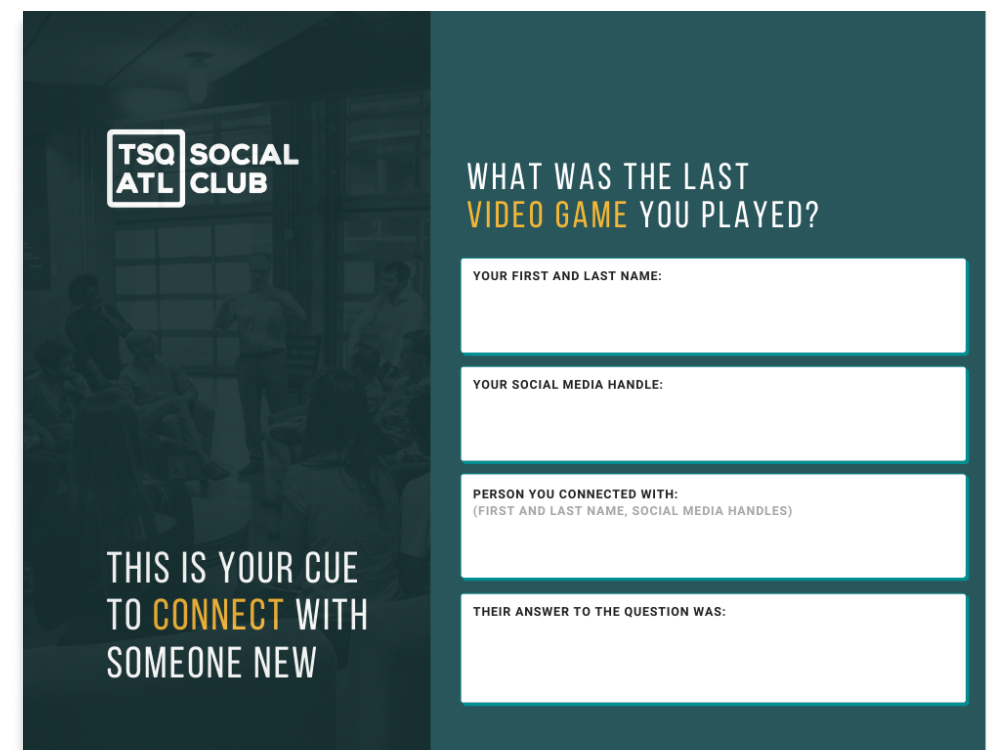 TSQ SOCIAL
ATL CLUB
THIS IS YOUR CUE
TO CONNECT WITH
SOMEONE NEW
WHAT WAS THE LAST
VIDEO GAME YOU PLAYED?
YOUR FIRST AND LAST NAME:
YOUR SOCIAL MEDIA HANDLE:
PERSON YOU CONNECTED WITH:
(FIRST AND LAST NAME, SOCIAL MEDIA HANDLES)
THEIR ANSWER TO THE QUESTION WAS: